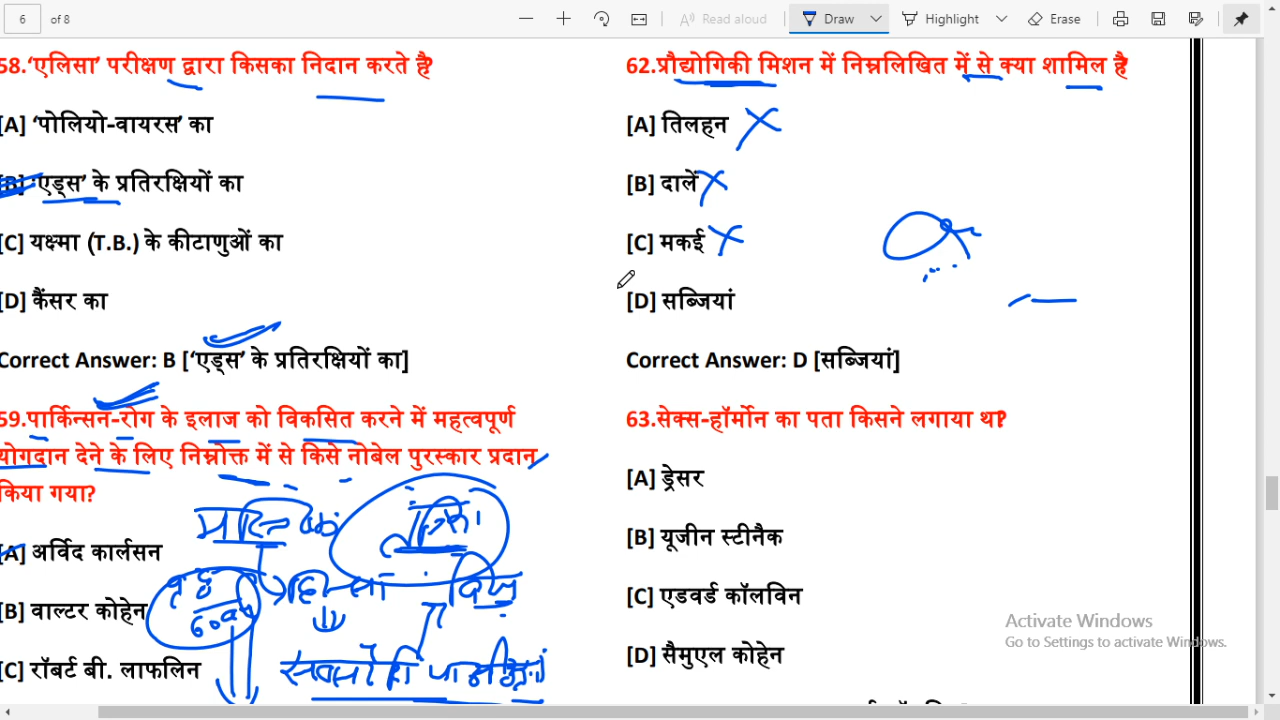 6 of 8
Read aloud Draw Highlight Erase
58.‘एलिसा’ परीक्षण द्वारा किसका निदान करते है?
[A] ‘पोलियो-वायरस’ का
[B] ‘एड्स’ के प्रतिरक्षियों का
[C] यक्ष्मा (T.B.) के कीटाणुओं का
[D] कैंसर का
Correct Answer: B [‘एड्स’ के प्रतिरक्षियों का]
59.पार्किन्सन-रोग के इलाज को विकसित करने में महत्वपूर्ण
योगदान देने के लिए निम्नोक्त में से किसे नोबेल पुरस्कार प्रदान
किया गया?
[A] अर्विद कार्लसन
[B] वाल्टर कोहेन
[C] रॉबर्ट बी. लाफलिन
62.प्रौद्योगिकी मिशन में निम्नलिखित में से क्या शामिल है?
[A] तिलहन
[B] दालें
[C] मकई
[D] सब्जियां
Correct Answer: D [सब्जियां]
63.सेक्स-हॉर्मोन का पता किसने लगाया था?
[A] ड्रेसर
[B] यूजीन स्टीनैक
[C] एडवर्ड कॉलविन
[D] सैमुएल कोहेन
Activate Windows
Go to Settings to activate Windows.